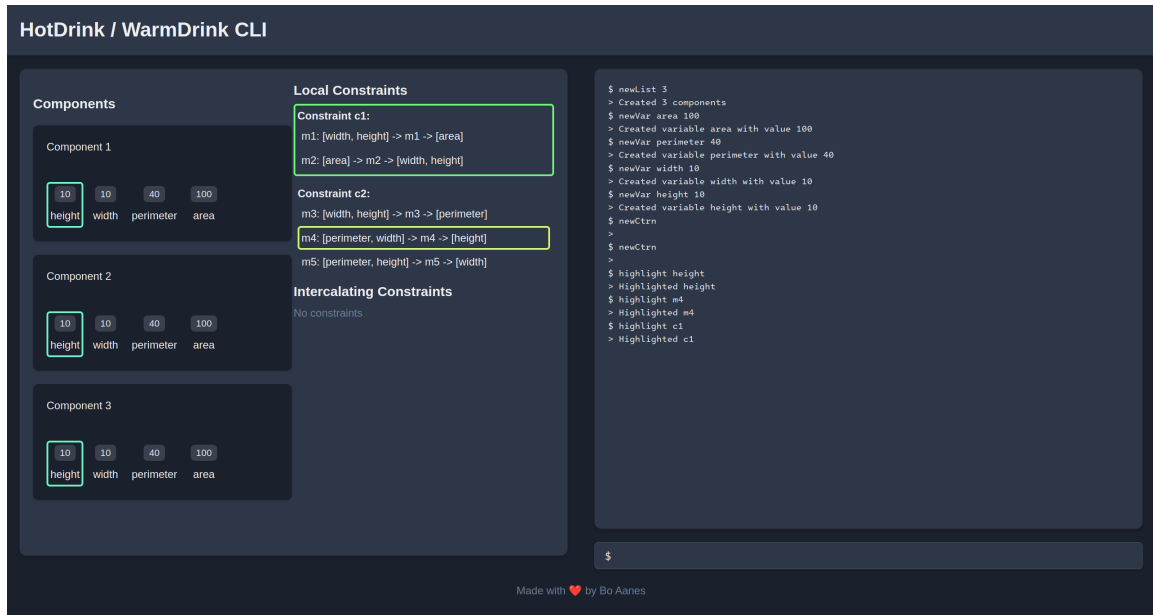 HotDrink / WarmDrink CLI
Components
Component 1
10 10 40 100
height width perimeter area
Component 2
10 10 40 100
height width perimeter area
Component 3
10 10 40 100
height width perimeter area
Local Constraints
Constraint c1:
m1: [width, height] -> m1 -> [area]
m2: [area] -> m2 -> [width, height]
Constraint c2:
m3: [width, height] -> m3 -> [perimeter]
m4: [perimeter, width] -> m4 -> [height]
m5: [perimeter, height] -> m5 -> [width]
Intercalating Constraints
No constraints
$ newList 3
> Created 3 components
$ newVar area 100
> Created variable area with value 100
$ newVar perimeter 40
> Created variable perimeter with value 40
$ newVar width 10
> Created variable width with value 10
$ newVar height 10
> Created variable height with value 10
$ newCtrn
>
$ newCtrn
>
$ highlight height
> Highlighted height
$ highlight m4
> Highlighted m4
$ highlight c1
> Highlighted c1
$
Made with ❤️ by Bo Aanes